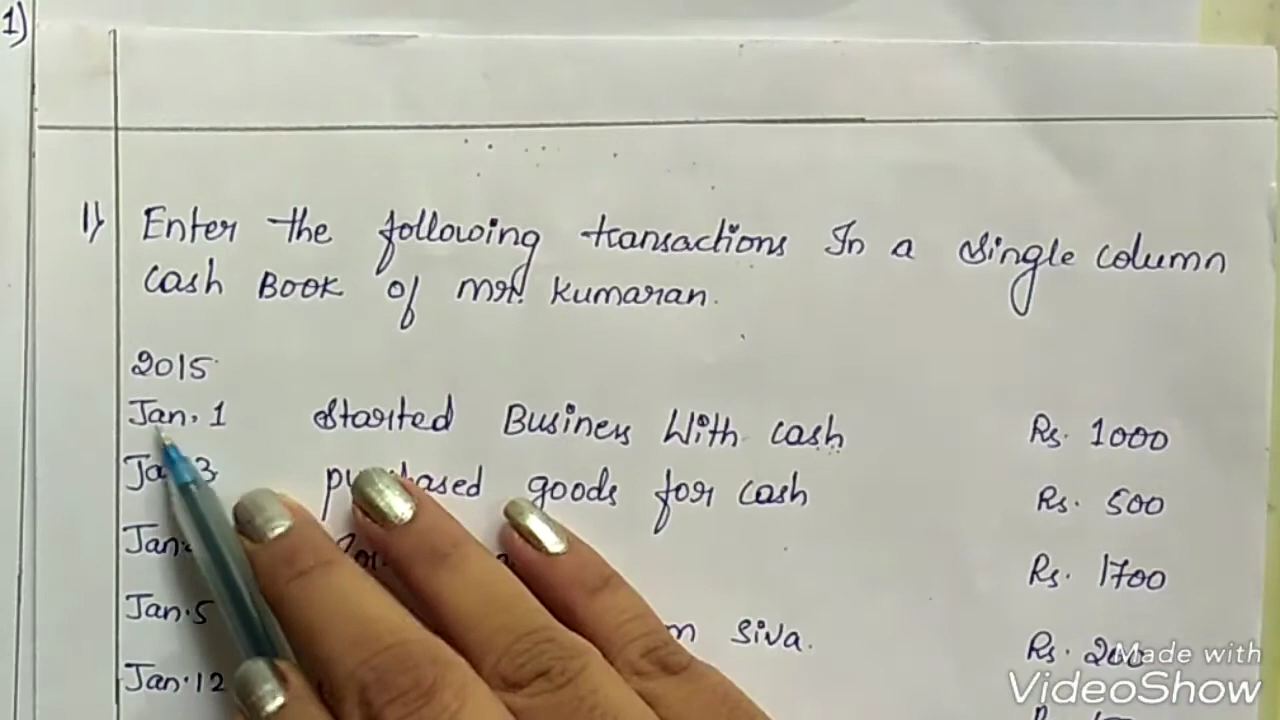 1)
1) Enter the following transactions In a single column
cash BOOK of mr. kumaran.
2015
Jan. 1 Started Business With cash Rs. 1000
3 goods for cash Rs. 500
Jan. Rs. 1700
Jan. 5 Siva. Rs. 200
Jan. 12
Made with
VideoShow